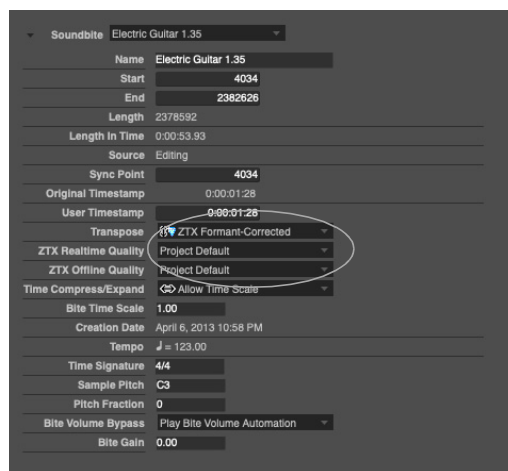 Soundbite Electric Guitar 1.35
Name Electric Guitar 1.35
Start 4034
End 2382626
Length 2378592
Length In Time 0:00:53.93
Source Editing
Sync Point 4034
Original Timestamp 0:00:01:28
User Timestamp 0:00:01:28
Transpose ZTX Formant-Corrected
ZTX Realtime Quality Project Default
ZTX Offline Quality Project Default
Time Compress/Expand Allow Time Scale
Bite Time Scale 1.00
Creation Date April 6, 2013 10:58 PM
Tempo ♩ = 123.00
Time Signature 4/4
Sample Pitch C3
Pitch Fraction 0
Bite Volume Bypass Play Bite Volume Automation
Bite Gain 0.00